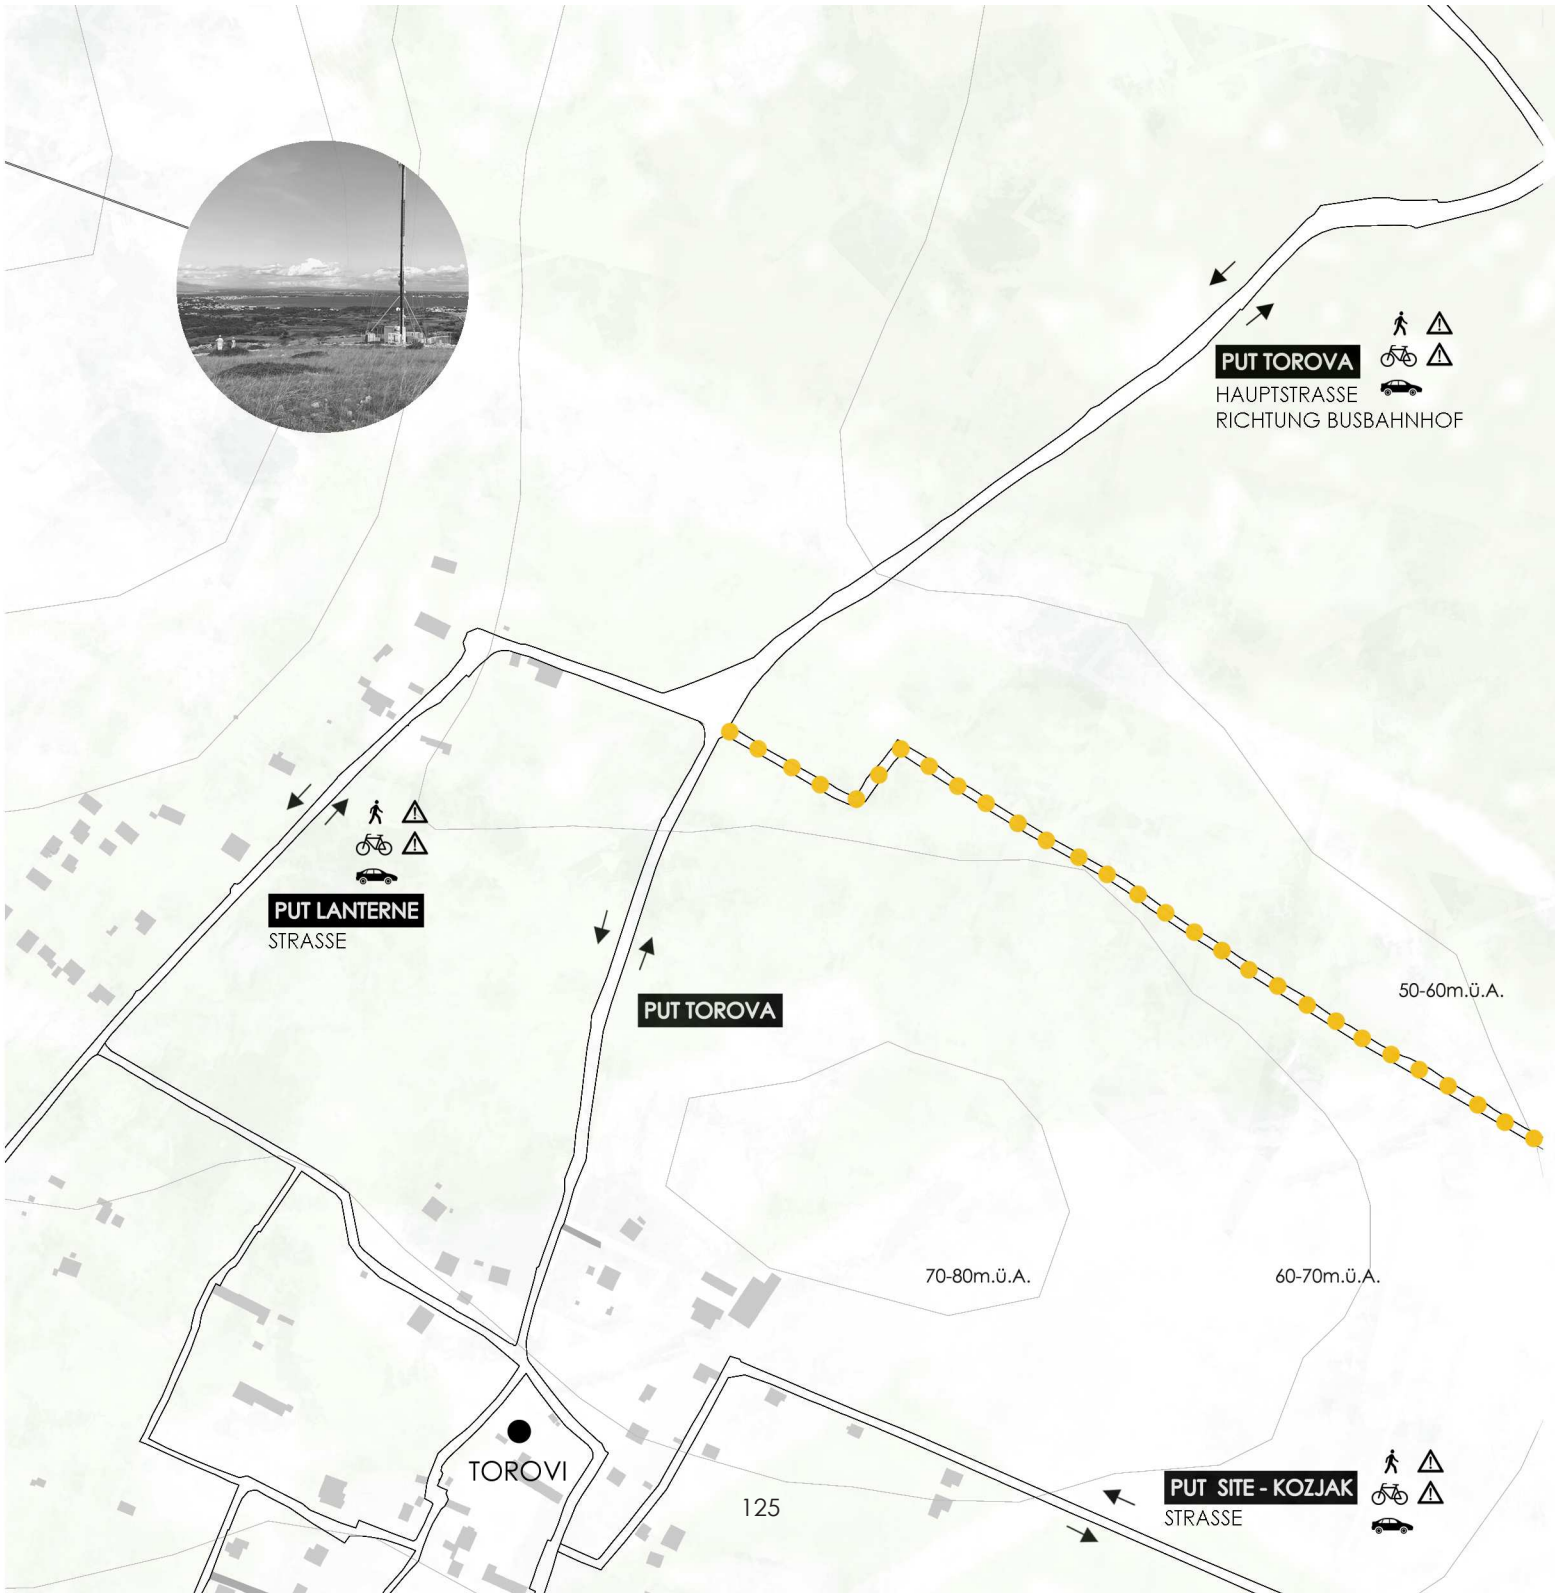 PUT TOROVA
HAUPTSTRASSE
RICHTUNG BUSBAHNHOF
PUT LANTERNE
STRASSE
PUT TOROVA
50-60m.ü.A.
70-80m.ü.A.
60-70m.ü.A.
TOROVI
125
PUT SITE - KOZJAK
STRASSE